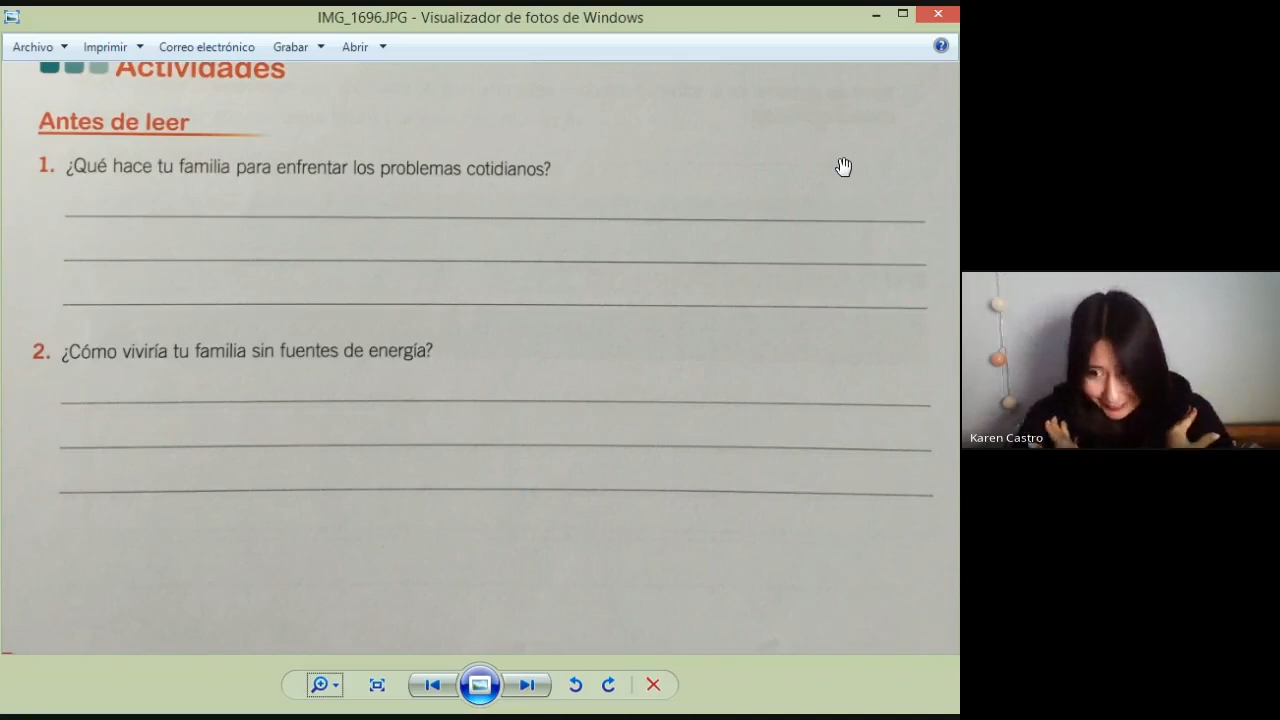 IMG_1696.JPG - Visualizador de fotos de Windows
Archivo Imprimir Correo electrónico Grabar Abrir
Actividades
Antes de leer
1. ¿Qué hace tu familia para enfrentar los problemas cotidianos?
2. ¿Cómo viviría tu familia sin fuentes de energía?
Karen Castro